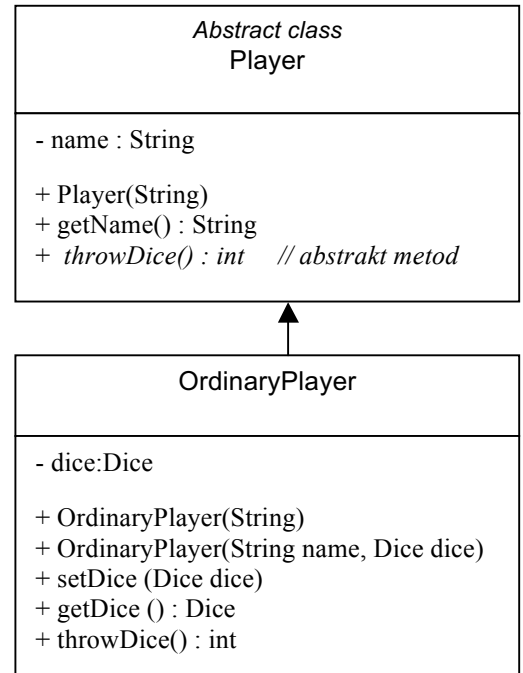 Abstract class
Player
- name : String
+ Player(String)
+ getName() : String
+ throwDice() : int // abstrakt metod
OrdinaryPlayer
- dice:Dice
+ OrdinaryPlayer(String)
+ OrdinaryPlayer(String name, Dice dice)
+ setDice (Dice dice)
+ getDice () : Dice
+ throwDice() : int